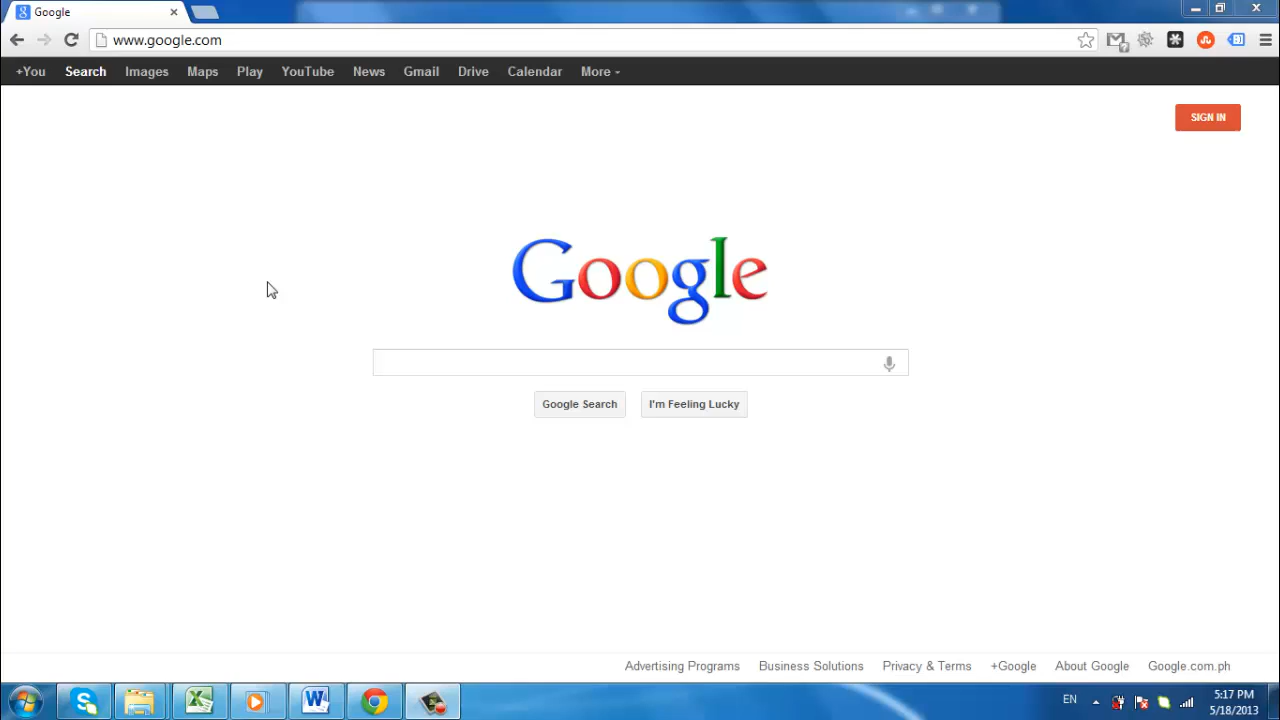 Google
www.google.com
+You Search Images Maps Play YouTube News Gmail Drive Calendar More
SIGN IN
Google
Google Search I'm Feeling Lucky
Advertising Programs Business Solutions Privacy & Terms +Google About Google Google.com.ph
EN 5:17 PM
5/18/2013